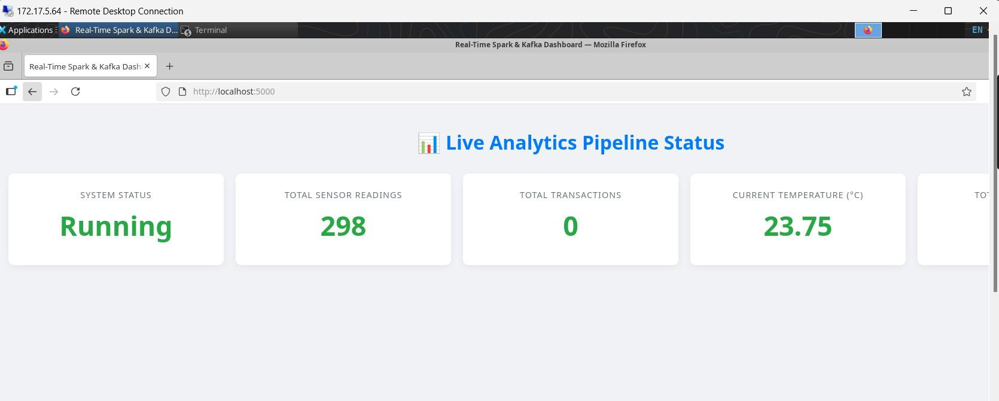 172.17.5.64 - Remote Desktop Connection
Applications
Real-Time Spark & Kafka D...
5
Terminal
EN
Real-Time Spark & Kafka Dashboard — Mozilla Firefox
Real-Time Spark & Kafka Dash
http://localhost:5000
📊 Live Analytics Pipeline Status
SYSTEM STATUS
Running
TOTAL SENSOR READINGS
298
TOTAL TRANSACTIONS
0
CURRENT TEMPERATURE (°C)
23.75